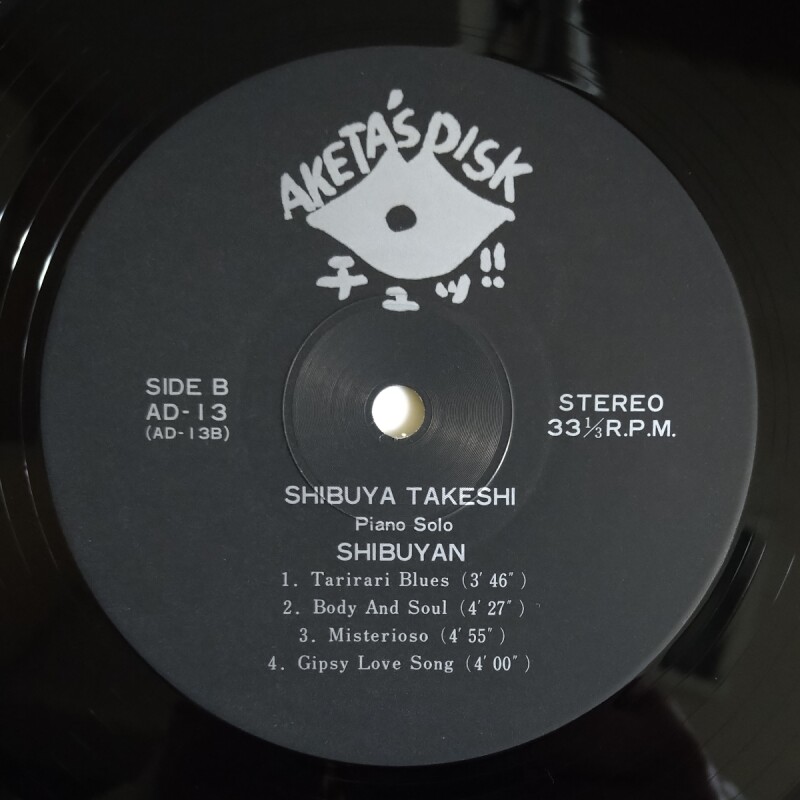 AKETA'S DISK
チュッ!!
SIDE B
AD-13
(AD-13B)
STEREO
33⅓R.P.M.
SHIBUYA TAKESHI
Piano Solo
SHIBUYAN
1. Tarirari Blues (3′46″)
2. Body And Soul (4′27″)
3. Misterioso (4′55″)
4. Gipsy Love Song (4′00″)